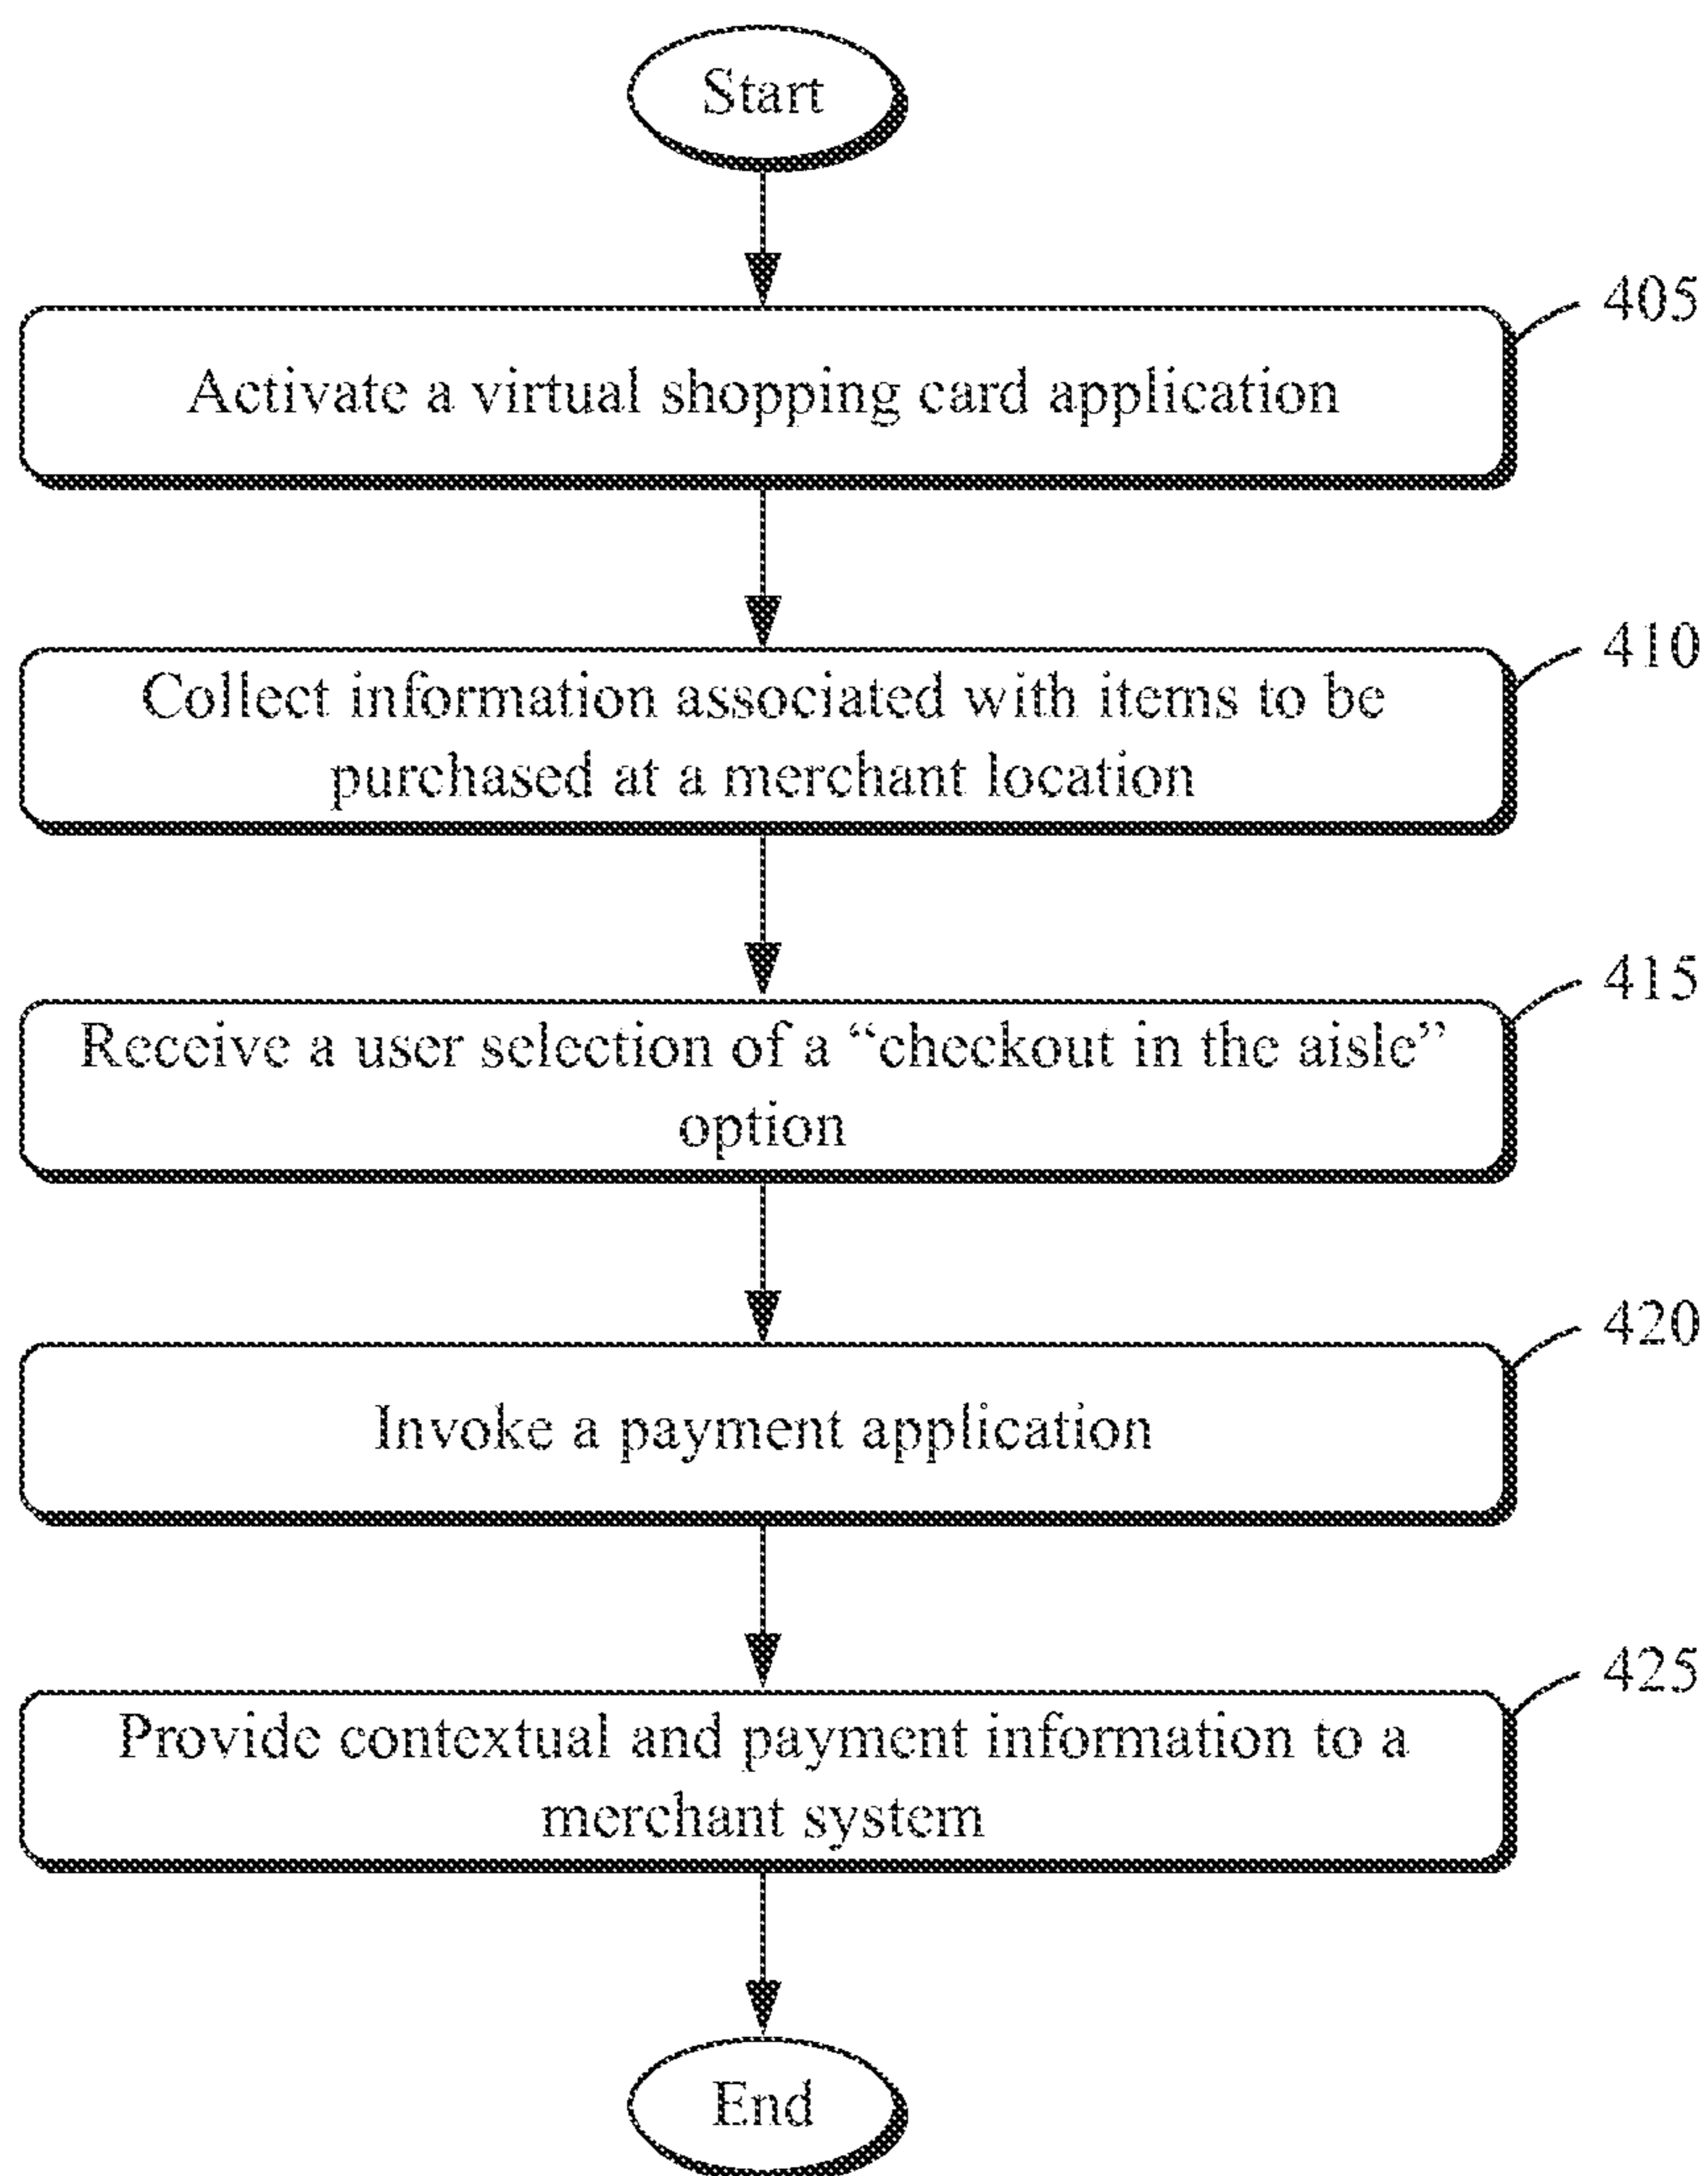 Start
405
Activate a virtual shopping card application
410
Collect information associated with items to be
purchased at a merchant location
415
Receive a user selection of a “checkout in the aisle”
option
420
Invoke a payment application
425
Provide contextual and payment information to a
merchant system
End